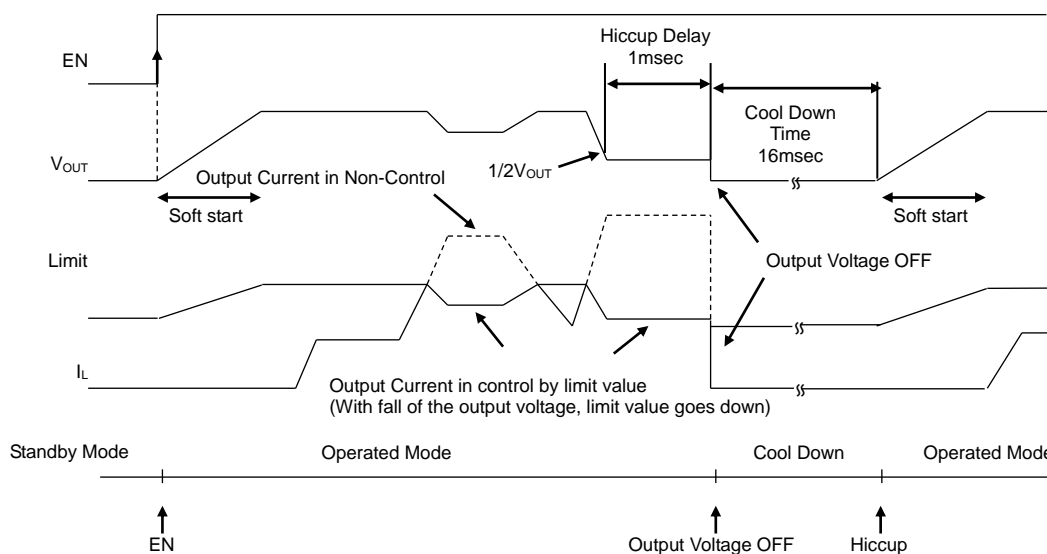 EN
Hiccup Delay
1msec
Cool Down
Time
16msec
VOUT
1/2VOUT
Output Current in Non-Control
Soft start
Soft start
Limit
Output Voltage OFF
IL
Output Current in control by limit value
(With fall of the output voltage, limit value goes down)
Standby Mode
Operated Mode
Cool Down
Operated Mode
EN
Output Voltage OFF
Hiccup